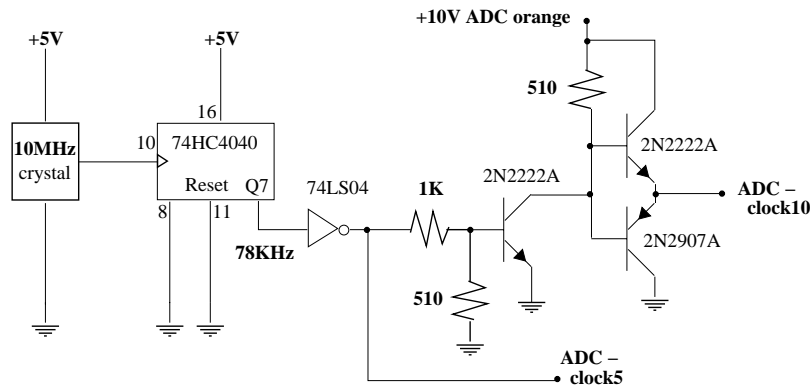 +10V ADC orange
+5V
+5V
510
16
10
74HC4040
10MHz
crystal
2N2222A
Reset
Q7
74LS04
1K
2N2222A
ADC –
clock10
8
11
78KHz
2N2907A
510
ADC –
clock5